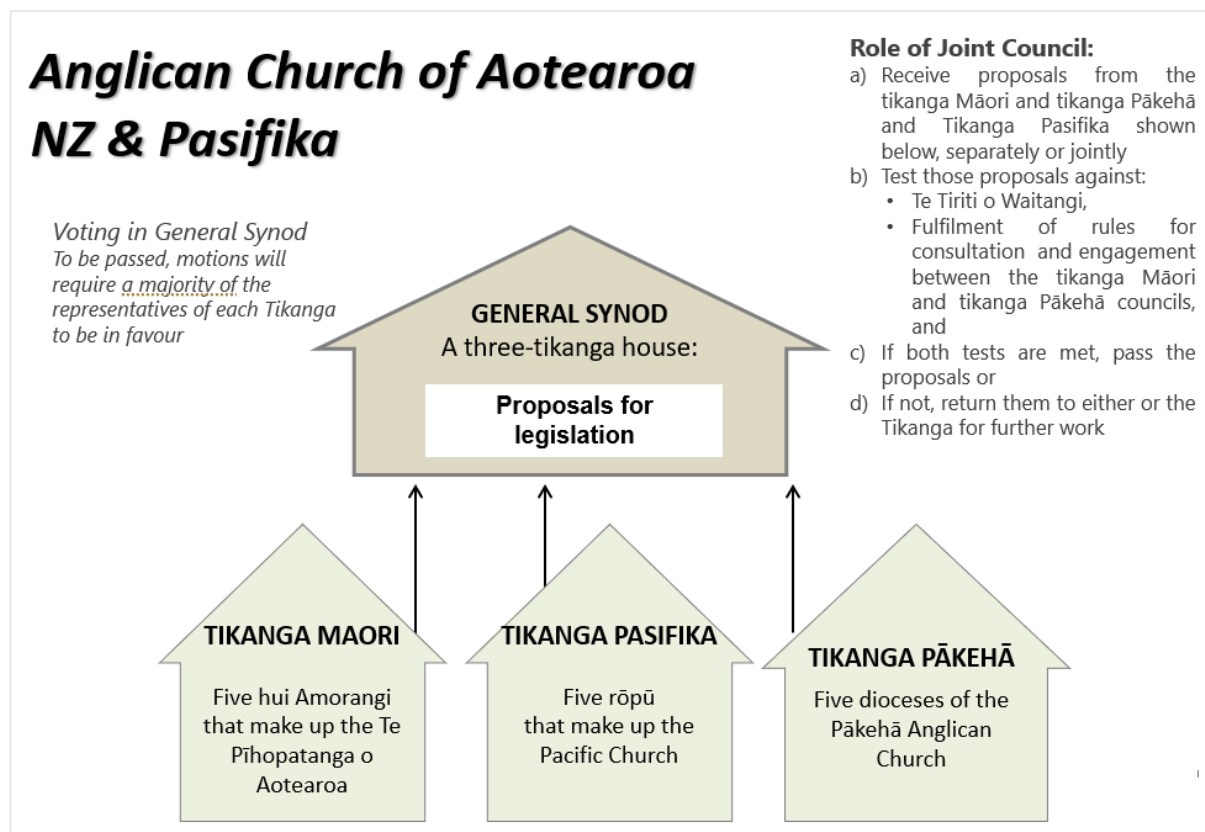 Anglican Church of Aotearoa
NZ & Pasifika
Voting in General Synod
To be passed, motions will
require a majority of the
representatives of each Tikanga
to be in favour
Role of Joint Council:
a) Receive proposals from the
tikanga Māori and tikanga Pākehā
and Tikanga Pasifika shown
below, separately or jointly
b) Test those proposals against:
• Te Tiriti o Waitangi,
• Fulfilment of rules for
consultation and engagement
between the tikanga Māori
and tikanga Pākehā councils,
and
c) If both tests are met, pass the
proposals or
d) If not, return them to either or the
Tikanga for further work
GENERAL SYNOD
A three-tikanga house:
Proposals for
legislation
TIKANGA MAORI
Five hui Amorangi
that make up the Te
Pīhopatanga o
Aotearoa
TIKANGA PASIFIKA
Five rōpū
that make up the
Pacific Church
TIKANGA PĀKEHĀ
Five dioceses of the
Pākehā Anglican
Church